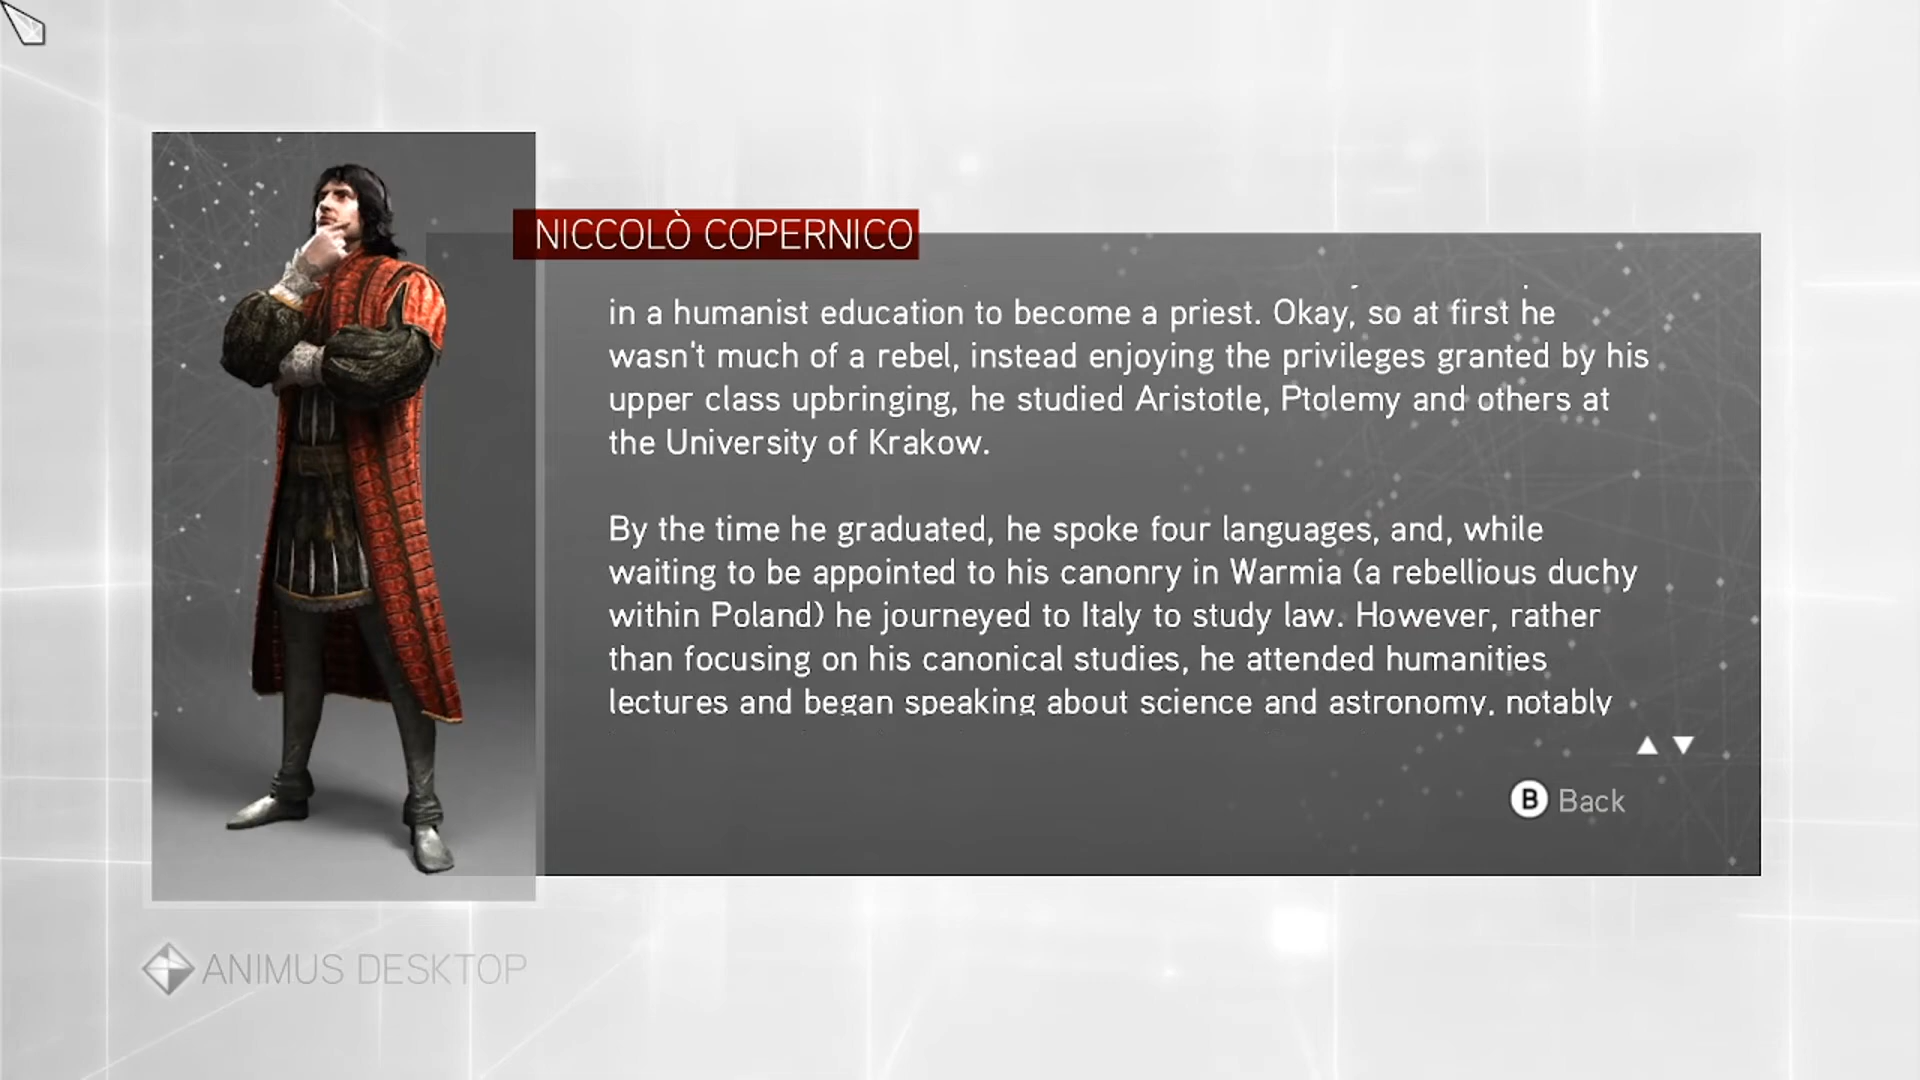 NICCOLÒ COPERNICO
in a humanist education to become a priest. Okay, so at first he
wasn't much of a rebel, instead enjoying the privileges granted by his
upper class upbringing, he studied Aristotle, Ptolemy and others at
the University of Krakow.
By the time he graduated, he spoke four languages, and, while
waiting to be appointed to his canonry in Warmia (a rebellious duchy
within Poland) he journeyed to Italy to study law. However, rather
than focusing on his canonical studies, he attended humanities
lectures and began speaking about science and astronomy, notably
B Back
ANIMUS DESKTOP